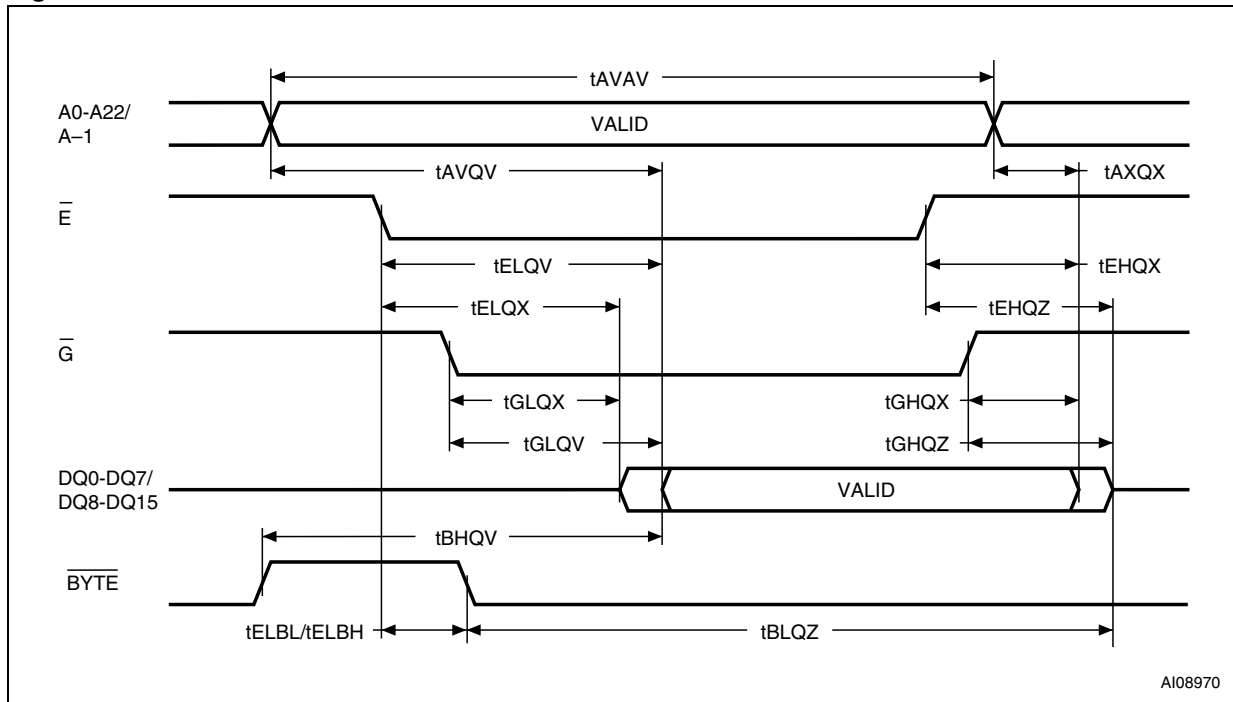 tAVAV
A0-A22/
A–1
VALID
tAVQV
tAXQX
E
tELQV
tEHQX
tELQX
tEHQZ
G
tGLQX
tGHQX
tGLQV
tGHQZ
DQ0-DQ7/
DQ8-DQ15
VALID
tBHQV
BYTE
tELBL/tELBH
tBLQZ
AI08970